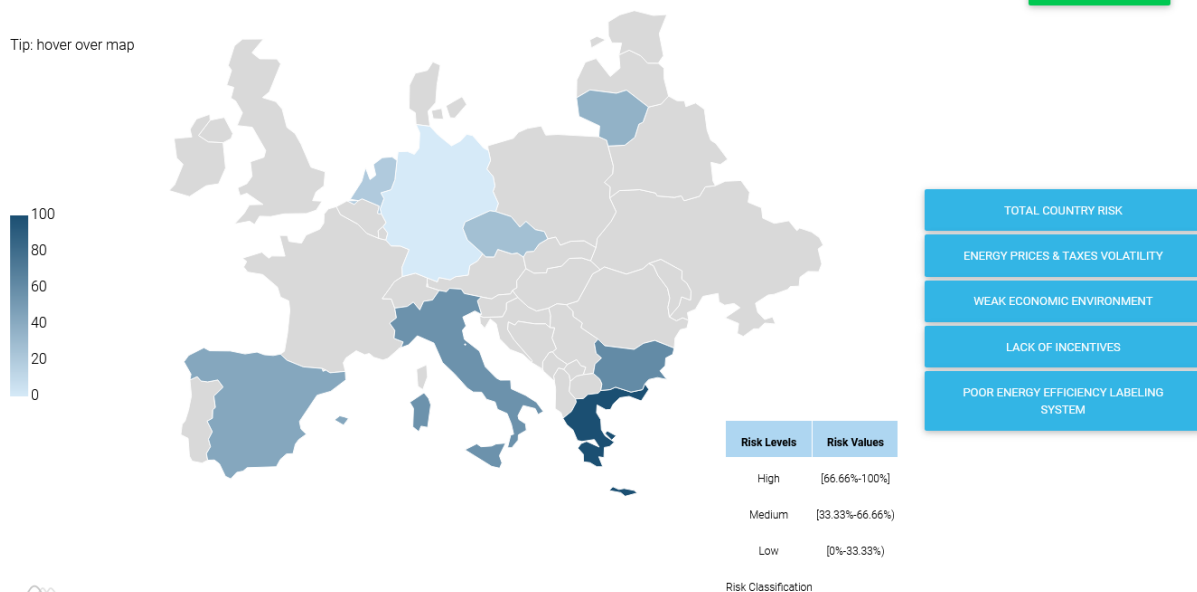 Tip: hover over map
100
80
60
40
20
0
TOTAL COUNTRY RISK
ENERGY PRICES & TAXES VOLATILITY
WEAK ECONOMIC ENVIRONMENT
LACK OF INCENTIVES
POOR ENERGY EFFICIENCY LABELING
SYSTEM
Risk Levels Risk Values
High [66.66%-100%]
Medium [33.33%-66.66%)
Low [0%-33.33%)
Risk Classification